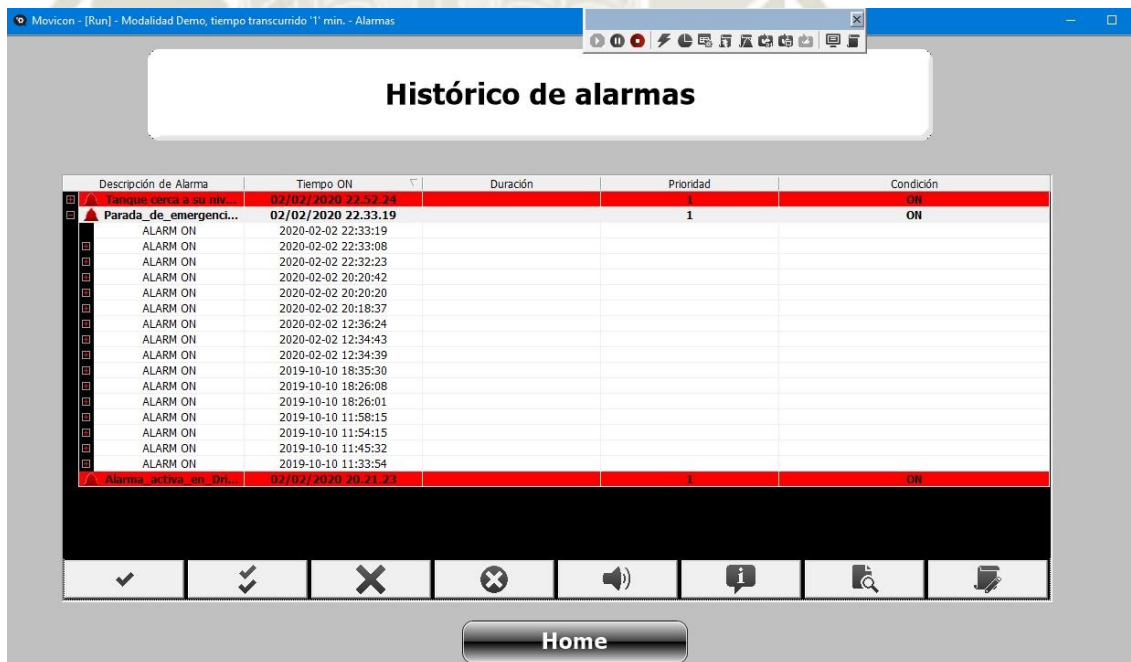 Movicon - [Run] - Modalidad Demo, tiempo transcurrido '1' min. - Alarmas
Histórico de alarmas
Descripción de Alarma Tiempo ON Duración Prioridad Condición
Tanque cerca a su niv... 02/02/2020 22.52.24 1 ON
Parada_de_emergenci... 02/02/2020 22.33.19 1 ON
ALARM ON 2020-02-02 22:33:19
ALARM ON 2020-02-02 22:33:08
ALARM ON 2020-02-02 22:32:23
ALARM ON 2020-02-02 20:20:42
ALARM ON 2020-02-02 20:20:20
ALARM ON 2020-02-02 20:18:37
ALARM ON 2020-02-02 12:36:24
ALARM ON 2020-02-02 12:34:43
ALARM ON 2020-02-02 12:34:39
ALARM ON 2019-10-10 18:35:30
ALARM ON 2019-10-10 18:26:08
ALARM ON 2019-10-10 18:26:01
ALARM ON 2019-10-10 11:58:15
ALARM ON 2019-10-10 11:54:15
ALARM ON 2019-10-10 11:45:32
ALARM ON 2019-10-10 11:33:54
Alarma_activa_en_Dri... 02/02/2020 20.21.23 1 ON
Home